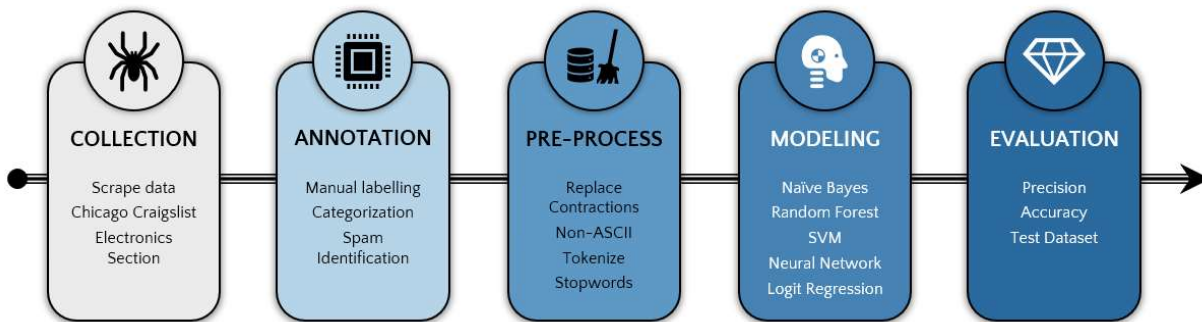 COLLECTION
Scrape data
Chicago Craigslist
Electronics
Section
ANNOTATION
Manual labelling
Categorization
Spam
Identification
PRE-PROCESS
Replace
Contractions
Non-ASCII
Tokenize
Stopwords
MODELING
Naïve Bayes
Random Forest
SVM
Neural Network
Logit Regression
EVALUATION
Precision
Accuracy
Test Dataset